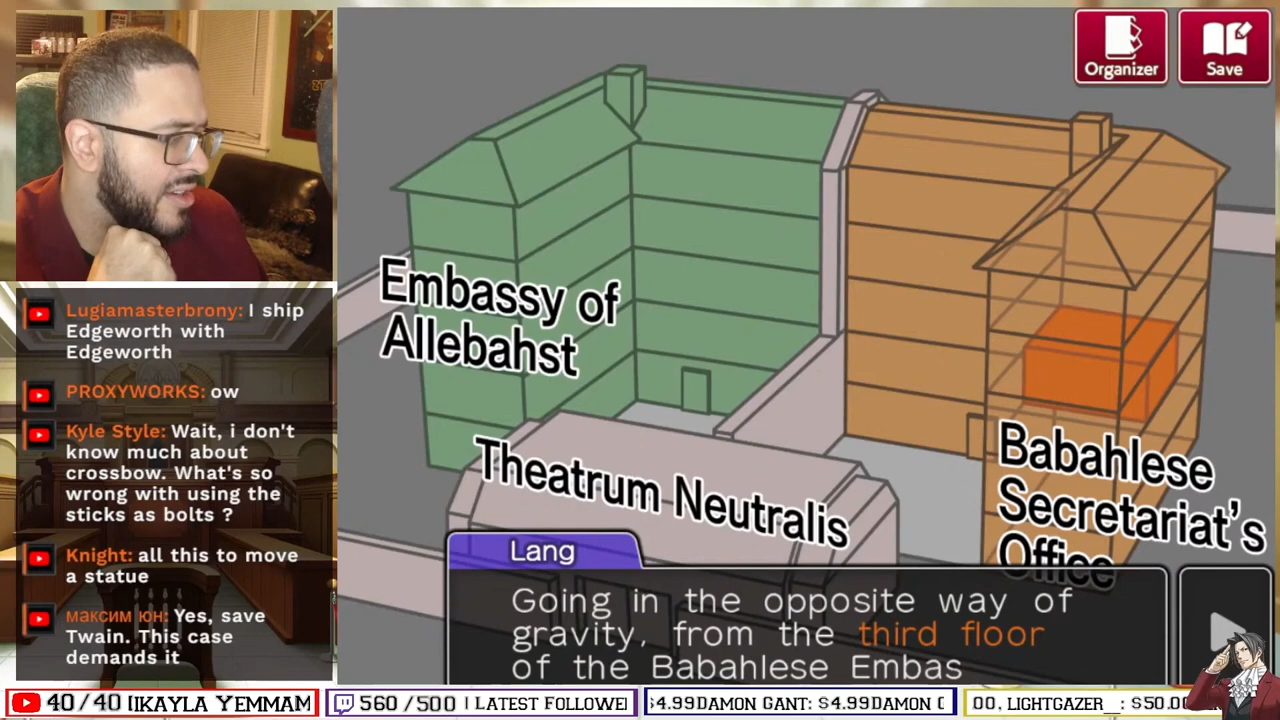 Organizer
Save
Embassy of
Allebahst
Theatrum Neutralis
Babahlese
Secretariat's
Office
Lugiamasterbrony: I ship
Edgeworth with
Edgeworth
PROXYWORKS: ow
Kyle Style: Wait, i don't
know much about
crossbow. What's so
wrong with using the
sticks as bolts ?
Knight: all this to move
a statue
максим юн: Yes, save
Twain. This case
demands it
Lang
Going in the opposite way of
gravity, from the third floor
of the Babahlese Embas
40/40 IKAYLA YEMMAM
560/500 | LATEST FOLLOWE
$4.99DAMON GANT: $4.99DAMON G
00, LIGHTGAZER__: $50.0